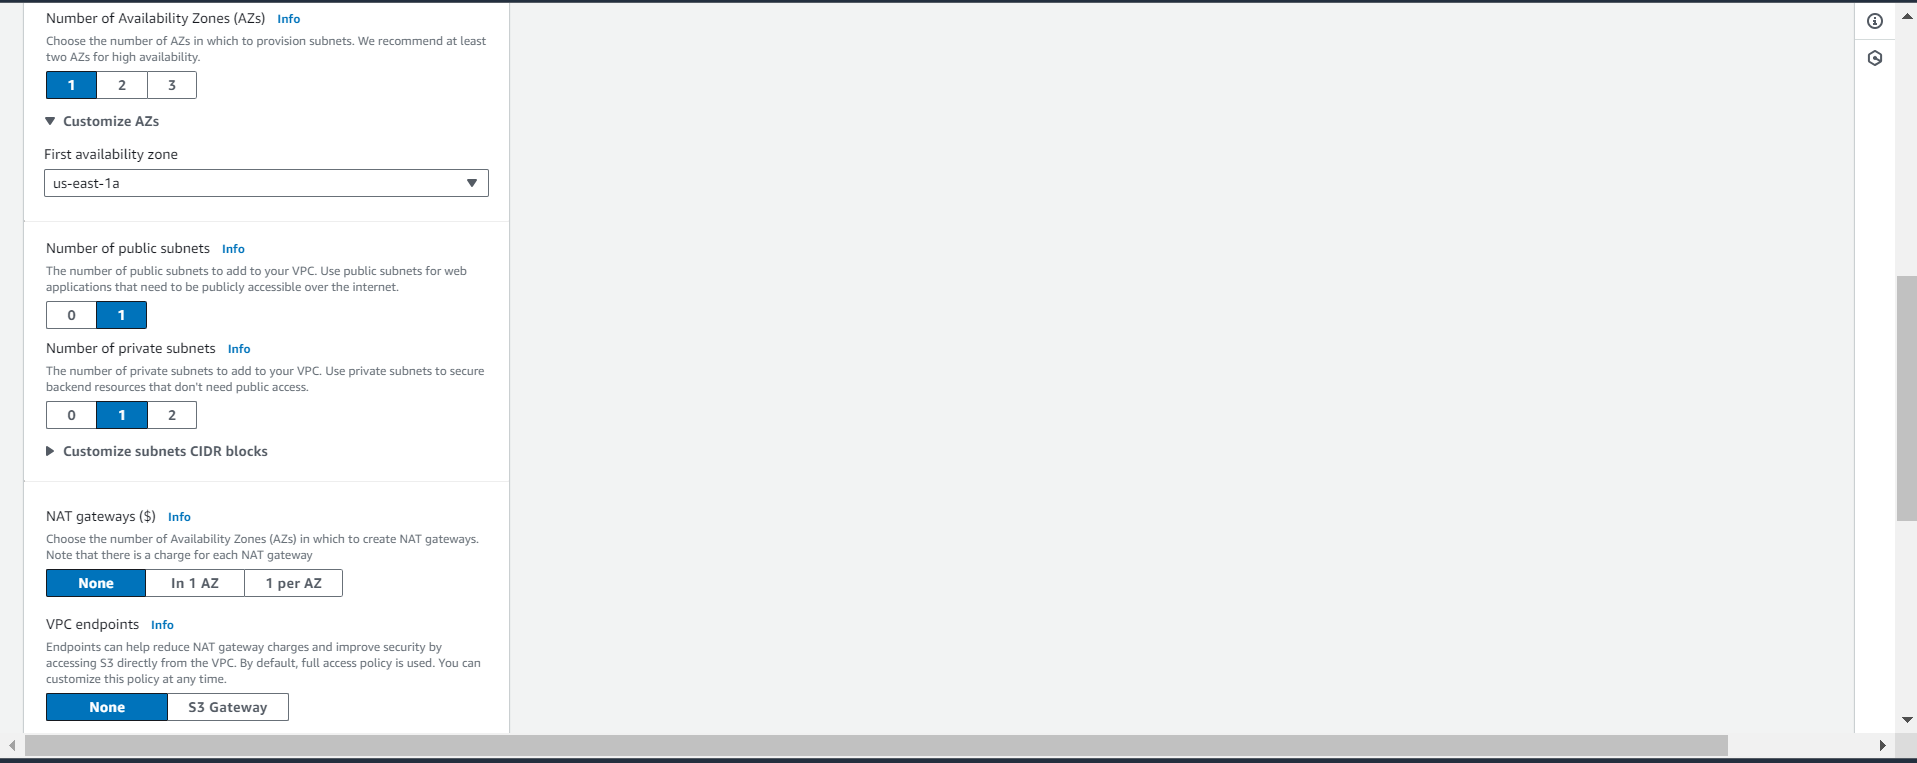 Number of Availability Zones (AZs) Info
Choose the number of AZs in which to provision subnets. We recommend at least
two AZs for high availability.
1 2 3
Customize AZs
First availability zone
us-east-1a
Number of public subnets Info
The number of public subnets to add to your VPC. Use public subnets for web
applications that need to be publicly accessible over the internet.
0 1
Number of private subnets Info
The number of private subnets to add to your VPC. Use private subnets to secure
backend resources that don't need public access.
0 1 2
Customize subnets CIDR blocks
NAT gateways ($) Info
Choose the number of Availability Zones (AZs) in which to create NAT gateways.
Note that there is a charge for each NAT gateway
None In 1 AZ 1 per AZ
VPC endpoints Info
Endpoints can help reduce NAT gateway charges and improve security by
accessing S3 directly from the VPC. By default, full access policy is used. You can
customize this policy at any time.
None S3 Gateway